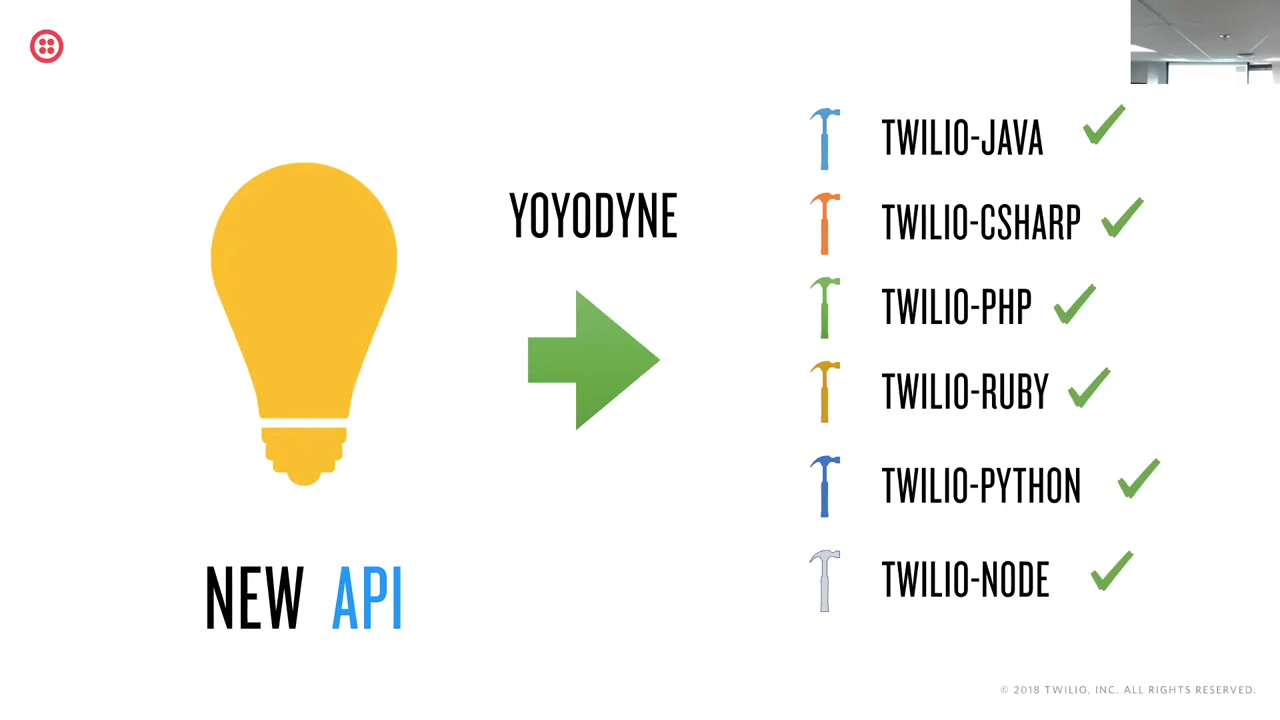 TWILIO-JAVA
TWILIO-CSHARP
YOYODYNE
TWILIO-PHP
TWILIO-RUBY
TWILIO-PYTHON
TWILIO-NODE
NEW API
© 2018 TWILIO, INC. ALL RIGHTS RESERVED.